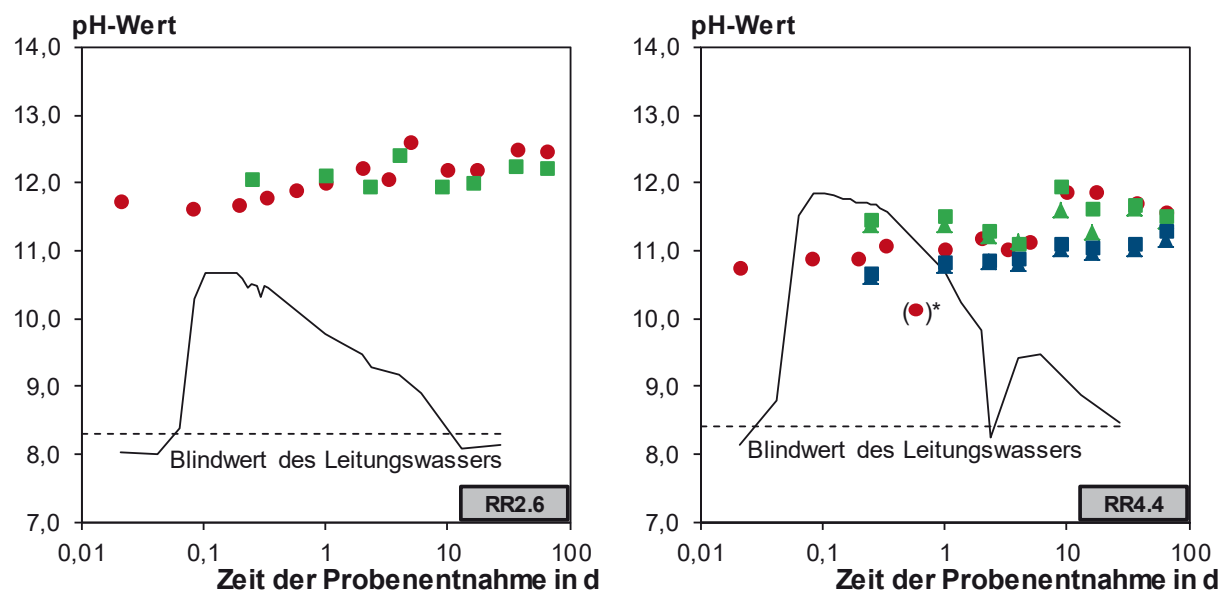 pH-Wert
14,0
13,0
12,0
11,0
10,0
9,0
8,0
7,0
Blindwert des Leitungswassers
RR2.6
0,01 0,1 1 10 100
Zeit der Probenentnahme in d
pH-Wert
14,0
13,0
12,0
11,0
10,0
9,0
8,0
7,0
( )*
Blindwert des Leitungswassers
RR4.4
0,01 0,1 1 10 100
Zeit der Probenentnahme in d